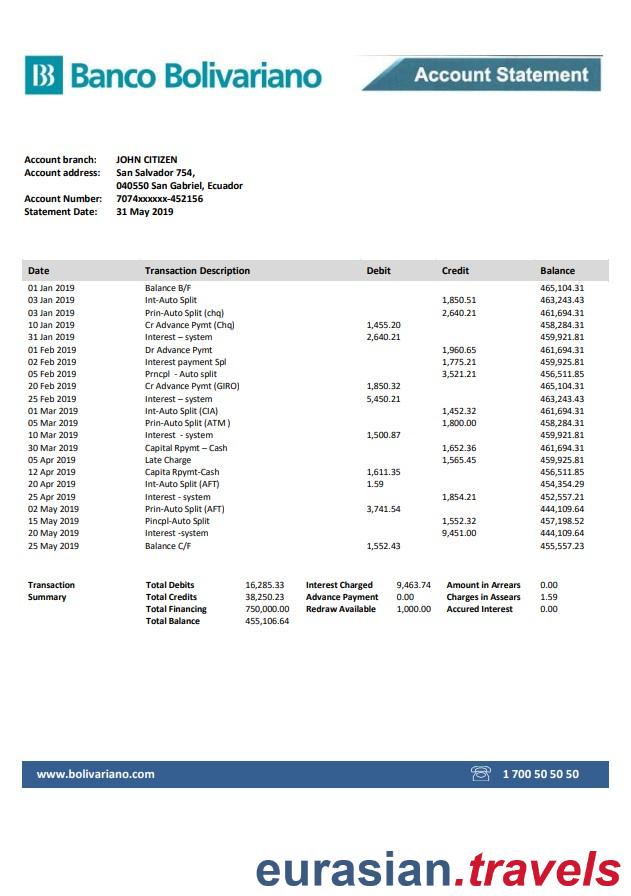 B Banco Bolivariano
Account Statement
Account branch: JOHN CITIZEN
Account address: San Salvador 754,
040550 San Gabriel, Ecuador
Account Number: 7074xxxxxx-452156
Statement Date: 31 May 2019
Date Transaction Description Debit Credit Balance
01 Jan 2019 Balance B/F 465,104.31
03 Jan 2019 Int-Auto Split 1,850.51 463,243.43
03 Jan 2019 Prin-Auto Split (chq) 2,640.21 461,694.31
10 Jan 2019 Cr Advance Pymt (Chq) 1,455.20 458,284.31
31 Jan 2019 Interest – system 2,640.21 459,921.81
01 Feb 2019 Dr Advance Pymt 1,960.65 461,694.31
02 Feb 2019 Interest payment Spl 1,775.21 459,925.81
05 Feb 2019 Prncpl - Auto split 3,521.21 456,511.85
20 Feb 2019 Cr Advance Pymt (GIRO) 1,850.32 465,104.31
25 Feb 2019 Interest – system 5,450.21 463,243.43
01 Mar 2019 Int-Auto Split (CIA) 1,452.32 461,694.31
05 Mar 2019 Prin-Auto Split (ATM ) 1,800.00 458,284.31
10 Mar 2019 Interest - system 1,500.87 459,921.81
30 Mar 2019 Capital Rpymt – Cash 1,652.36 461,694.31
05 Apr 2019 Late Charge 1,565.45 459,925.81
12 Apr 2019 Capita Rpymt-Cash 1,611.35 456,511.85
20 Apr 2019 Int-Auto Split (AFT) 1.59 454,354.29
25 Apr 2019 Interest - system 1,854.21 452,557.21
02 May 2019 Prin-Auto Split (AFT) 3,741.54 444,109.64
15 May 2019 Pincpl-Auto Split 1,552.32 457,198.52
20 May 2019 Interest -system 9,451.00 444,109.64
25 May 2019 Balance C/F 1,552.43 455,557.23
Transaction Total Debits 16,285.33 Interest Charged 9,463.74 Amount in Arrears 0.00
Summary Total Credits 38,250.23 Advance Payment 0.00 Charges in Assears 1.59
Total Financing 750,000.00 Redraw Available 1,000.00 Accured Interest 0.00
Total Balance 455,106.64
www.bolivariano.com 1 700 50 50 50
eurasian.travels